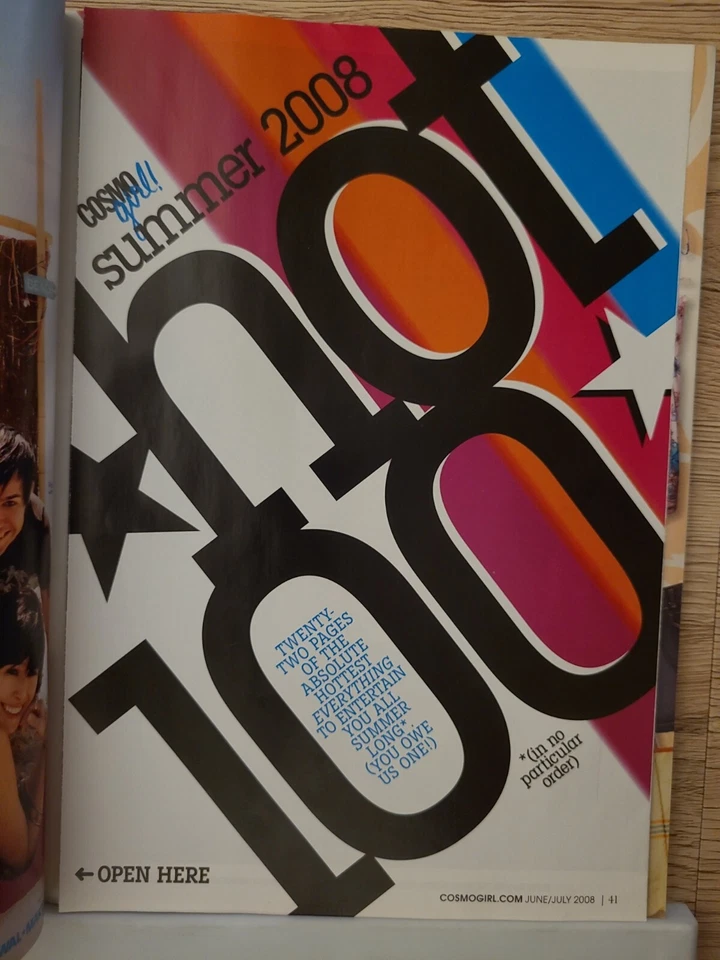 COSMO
girl!
summer 2008
hot
100
TWENTY-
TWO PAGES
OF THE
ABSOLUTE
HOTTEST
EVERYTHING
TO ENTERTAIN
YOU ALL
SUMMER
LONG*.
(YOU OWE
US ONE!)
*(in no
particular
order)
←OPEN HERE
COSMOGIRL.COM JUNE/JULY 2008 | 41